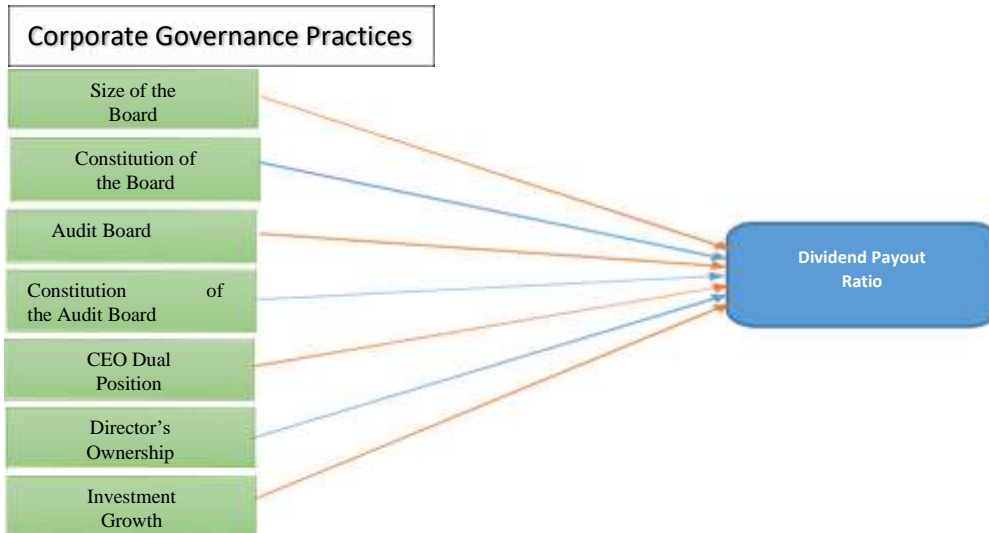 Corporate Governance Practices
Size of the
Board
Constitution of
the Board
Audit Board
Constitution of
the Audit Board
CEO Dual
Position
Director’s
Ownership
Investment
Growth
Dividend Payout
Ratio